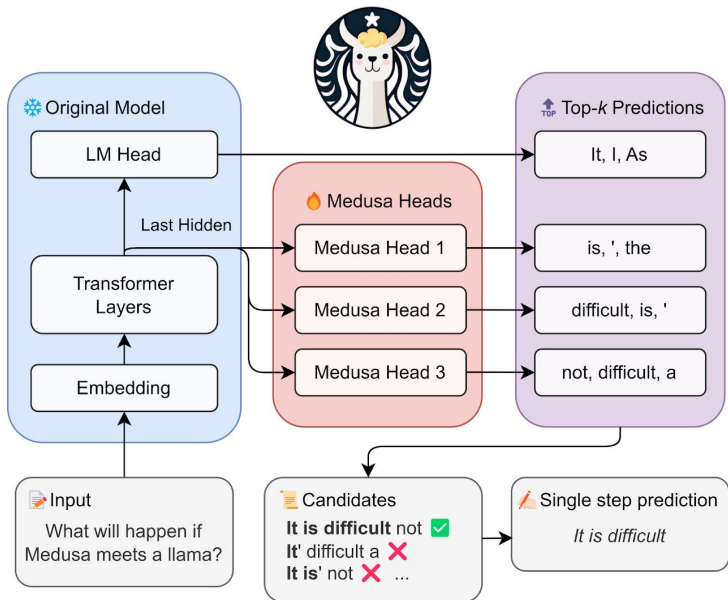 Original Model
LM Head
Last Hidden
Transformer
Layers
Embedding
Medusa Heads
Medusa Head 1
Medusa Head 2
Medusa Head 3
TOP
Top-k Predictions
It, I, As
is, ', the
difficult, is, '
not, difficult, a
Input
What will happen if
Medusa meets a llama?
Candidates
It is difficult not
It' difficult a
It is' not ...
Single step prediction
It is difficult